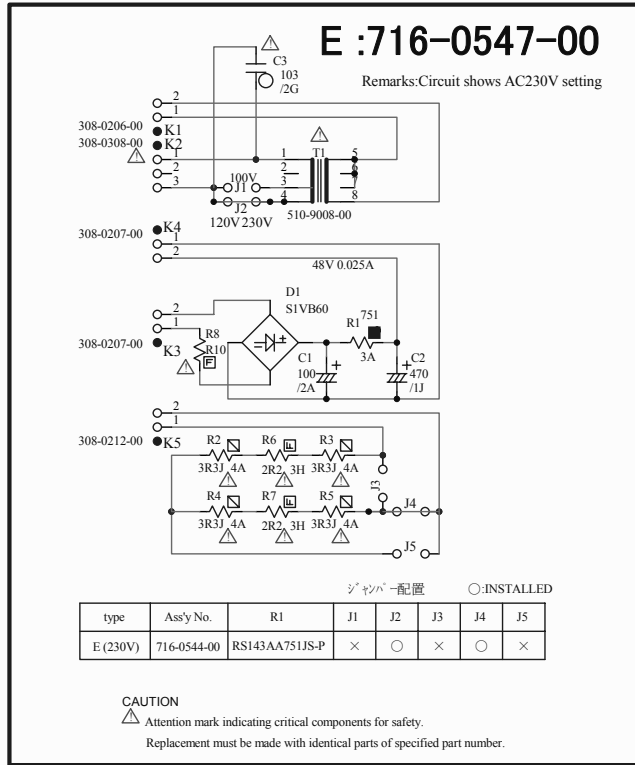 E :716-0547-00
Remarks:Circuit shows AC230V setting
C3
103
/2G
2
1
308-0206-00
K1
308-0308-00
K2
1
2
3
T1
1
2
3
4
5
6
7
8
100V
J1
J2
120V 230V
510-9008-00
308-0207-00
K4
1
2
48V 0.025A
D1
S1VB60
2
1
308-0207-00
K3
R8
R10
F
R1
751
3A
C1
100
/2A
C2
470
/1J
2
1
308-0212-00
K5
R2
R6
F
R3
3R3J 4A
2R2 3H
3R3J 4A
J3
R4
R7
F
R5
J4
3R3J 4A
2R2 3H
3R3J 4A
J5
ジャンパー配置 ○:INSTALLED
type Ass'y No. R1 J1 J2 J3 J4 J5
E (230V) 716-0544-00 RS143AA751JS-P × ○ × ○ ×
CAUTION
Attention mark indicating critical components for safety.
Replacement must be made with identical parts of specified part number.